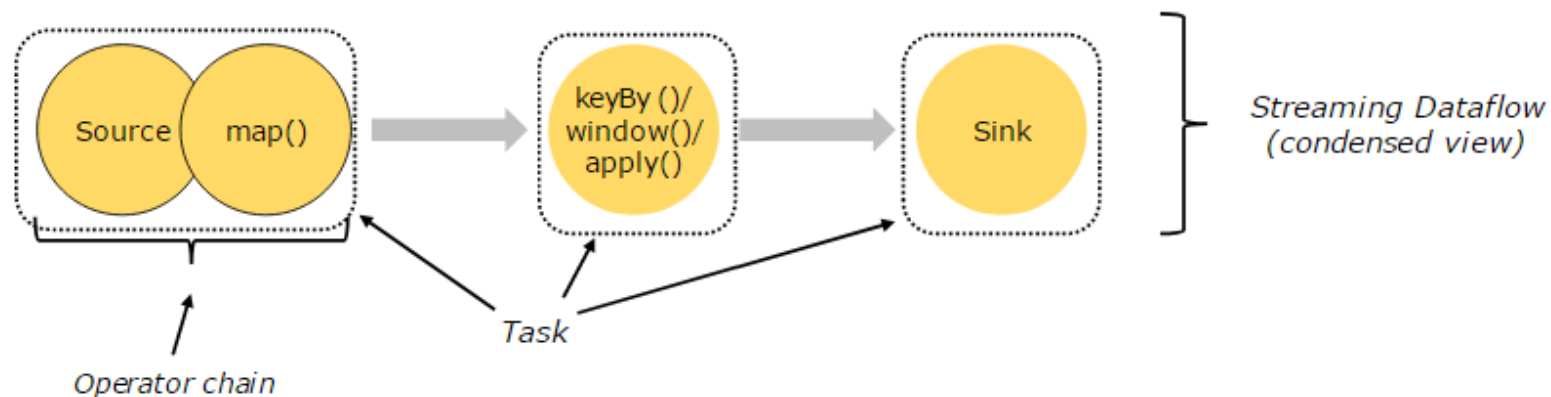 Source
map()
keyBy ()/
window()/
apply()
Sink
Streaming Dataflow
(condensed view)
Task
Operator chain